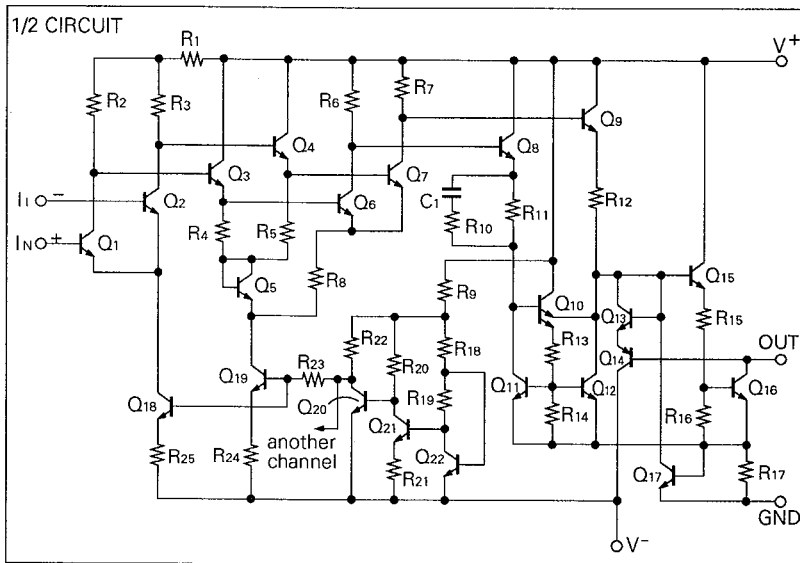 1/2 CIRCUIT
V+
R1
R2
R3
R6
R7
Q9
Q4
Q8
Q3
Q7
Q2
II −
Q6
C1
R12
R10
R11
R4
R5
IN +
Q1
Q15
Q5
R8
R9
Q10
Q13
R15
R22
R13
OUT
R23
R20
R18
Q14
Q19
Q11
Q12
Q16
Q18
Q20
R19
R14
R16
Q21
another
channel
Q22
R25
R24
R21
Q17
R17
GND
V−